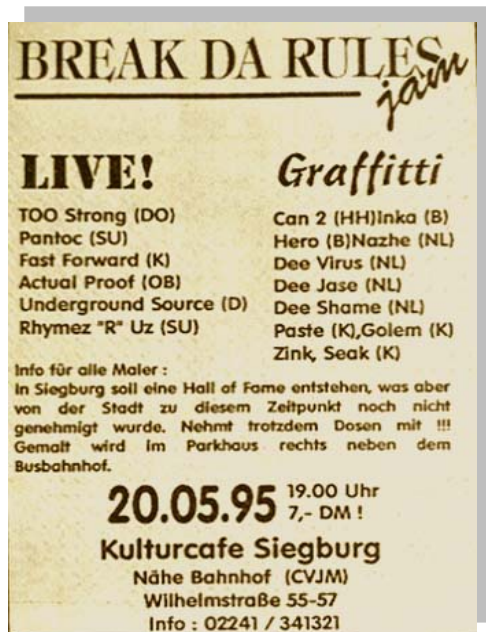 BREAK DA RULES
jam
LIVE!
TOO Strong (DO)
Pantoc (SU)
Fast Forward (K)
Actual Proof (OB)
Underground Source (D)
Rhymez "R" Uz (SU)
Graffitti
Can 2 (HH)Inka (B)
Hero (B)Nazhe (NL)
Dee Virus (NL)
Dee Jase (NL)
Dee Shame (NL)
Paste (K),Golem (K)
Zink, Seak (K)
Info für alle Maler :
In Siegburg soll eine Hall of Fame entstehen, was aber
von der Stadt zu diesem Zeitpunkt noch nicht
genehmigt wurde. Nehmt trotzdem Dosen mit !!!
Gemalt wird im Parkhaus rechts neben dem
Busbahnhof.
20.05.95 19.00 Uhr
7,- DM !
Kulturcafe Siegburg
Nähe Bahnhof (CVJM)
Wilhelmstraße 55-57
Info : 02241 / 341321